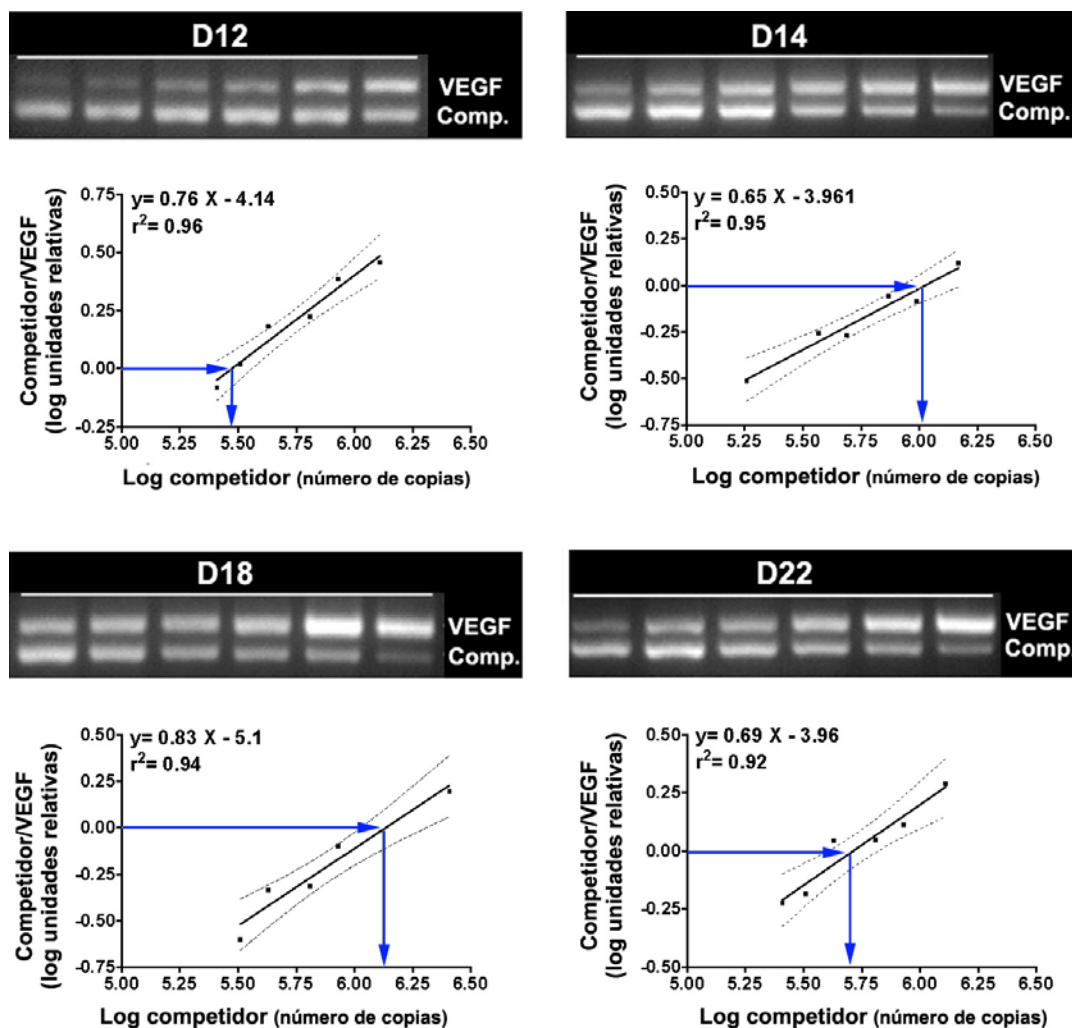 D12
VEGF
Comp.
y= 0.76 X - 4.14
r²= 0.96
Competidor/VEGF
(log unidades relativas)
0.75
0.50
0.25
0.00
-0.25
5.00 5.25 5.50 5.75 6.00 6.25 6.50
Log competidor (número de copias)
D14
VEGF
Comp.
y = 0.65 X - 3.961
r²= 0.95
Competidor/VEGF
(log unidades relativas)
0.50
0.25
0.00
-0.25
-0.50
-0.75
5.00 5.25 5.50 5.75 6.00 6.25 6.50
Log competidor (número de copias)
D18
VEGF
Comp.
y= 0.83 X - 5.1
r²= 0.94
Competidor/VEGF
(log unidades relativas)
0.50
0.25
0.00
-0.25
-0.50
-0.75
5.00 5.25 5.50 5.75 6.00 6.25 6.50
Log competidor (número de copias)
D22
VEGF
Comp.
y= 0.69 X - 3.96
r²= 0.92
Competidor/VEGF
(log unidades relativas)
0.50
0.25
0.00
-0.25
-0.50
5.00 5.25 5.50 5.75 6.00 6.25 6.50
Log competidor (número de copias)